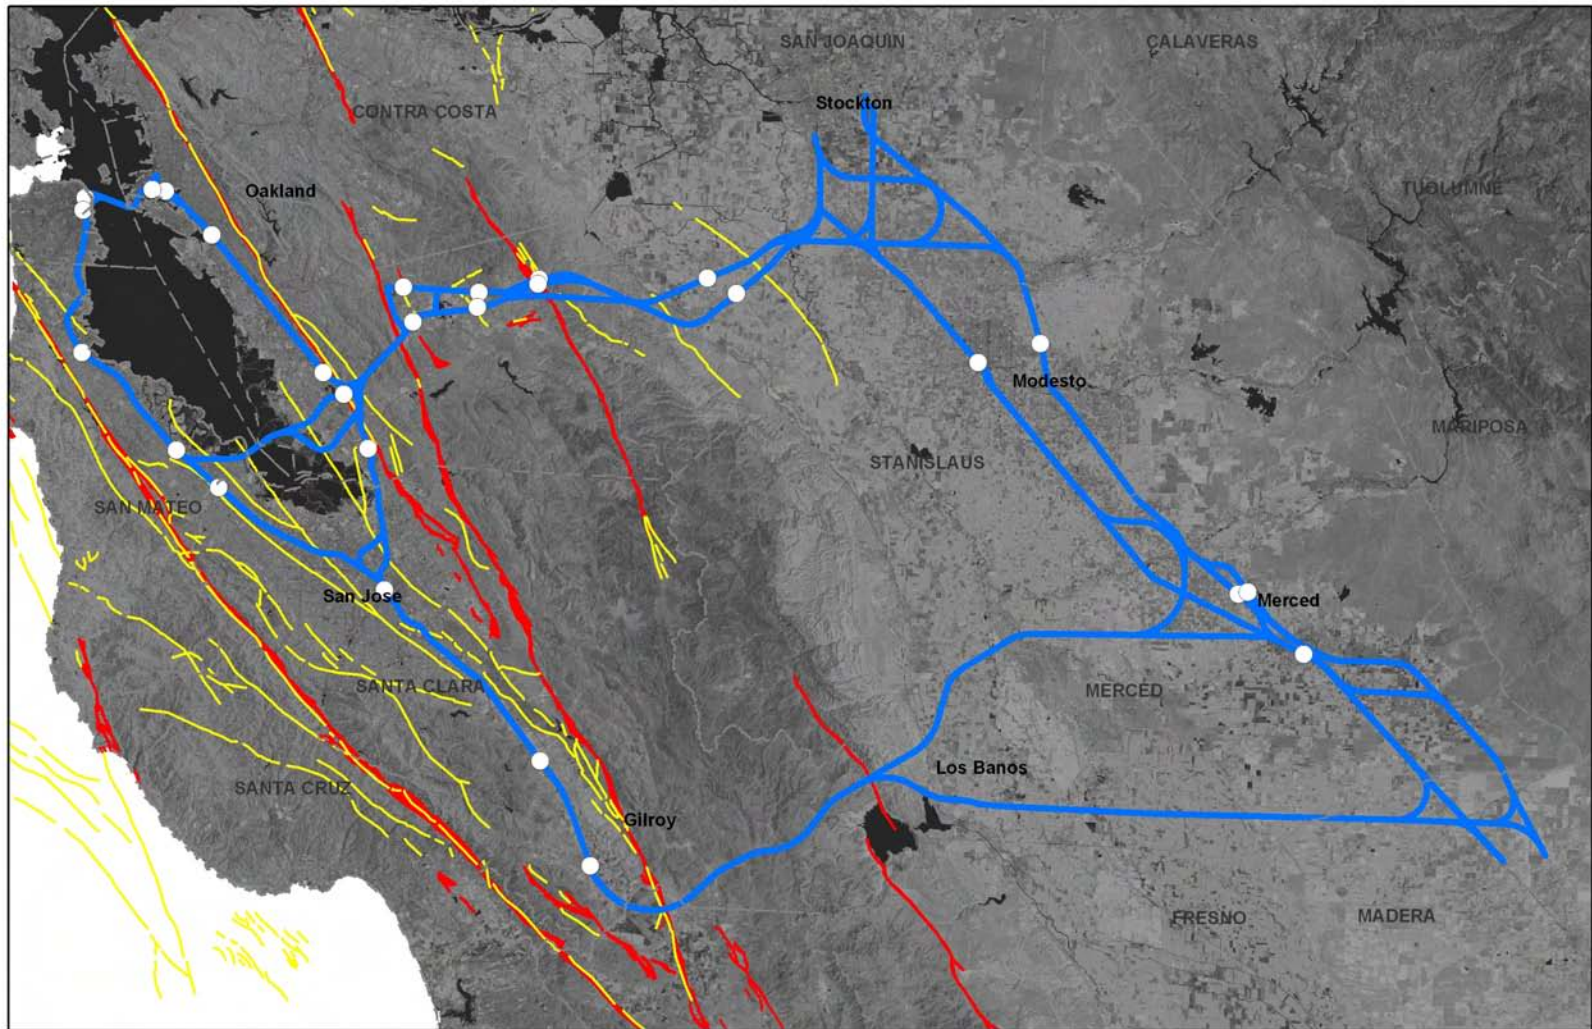 SAN JOAQUIN
CALAVERAS
Stockton
CONTRA COSTA
Oakland
TUOLUMNE
Modesto
MARIPOSA
STANISLAUS
SAN MATEO
San Jose
Merced
SANTA CLARA
MERCED
Los Banos
SANTA CRUZ
Gilroy
FRESNO
MADERA